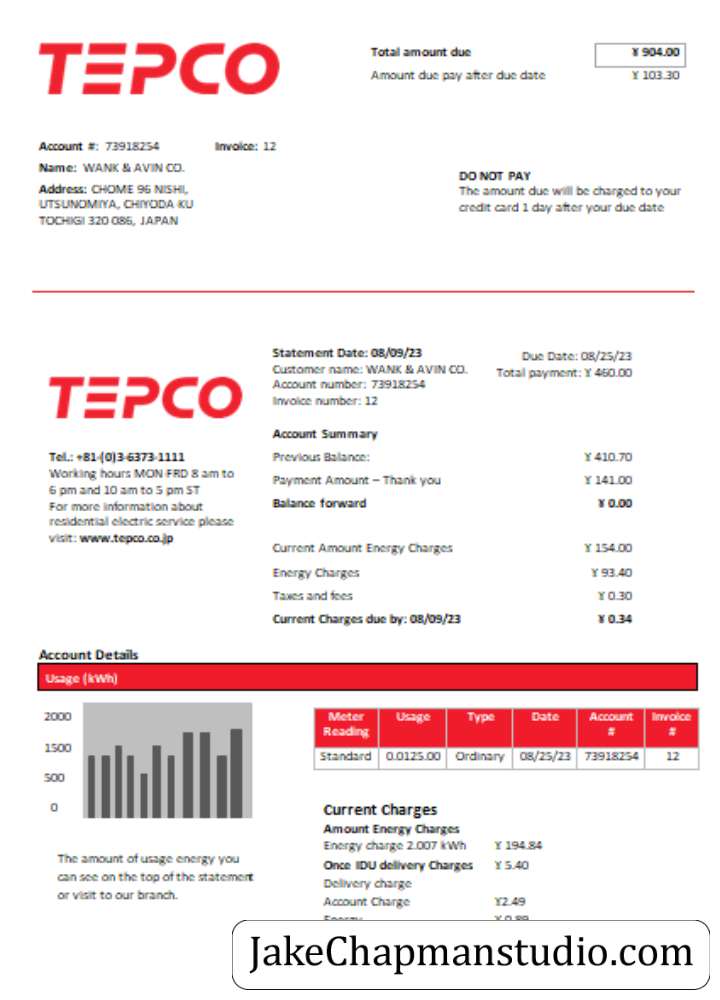 TEPCO
Total amount due ¥ 904.00
Amount due pay after due date ¥ 103.30
Account #: 73918254 Invoice: 12
Name: WANK & AVIN CO.
Address: CHOME 96 NISHI,
UTSUNOMIYA, CHIYODA KU
TOCHIGI 320 086, JAPAN
DO NOT PAY
The amount due will be charged to your
credit card 1 day after your due date
TEPCO
Tel.: +81-(0)3-6373-1111
Working hours MON-FRD 8 am to
6 pm and 10 am to 5 pm ST
For more information about
residential electric service please
visit: www.tepco.co.jp
Statement Date: 08/09/23
Customer name: WANK & AVIN CO.
Account number: 73918254
Invoice number: 12
Due Date: 08/25/23
Total payment: ¥ 460.00
Account Summary
Previous Balance: ¥ 410.70
Payment Amount – Thank you ¥ 141.00
Balance forward ¥ 0.00
Current Amount Energy Charges ¥ 154.00
Energy Charges ¥ 93.40
Taxes and fees ¥ 0.30
Current Charges due by: 08/09/23 ¥ 0.34
Account Details
Usage (kWh)
2000
1500
500
0
The amount of usage energy you
can see on the top of the statement
or visit to our branch.
Meter Reading Usage Type Date Account # Invoice #
Standard 0.0125.00 Ordinary 08/25/23 73918254 12
Current Charges
Amount Energy Charges
Energy charge 2.007 kWh ¥ 194.84
Once IDU delivery Charges ¥ 5.40
Delivery charge
Account Charge ¥2.49
JakeChapmanstudio.com